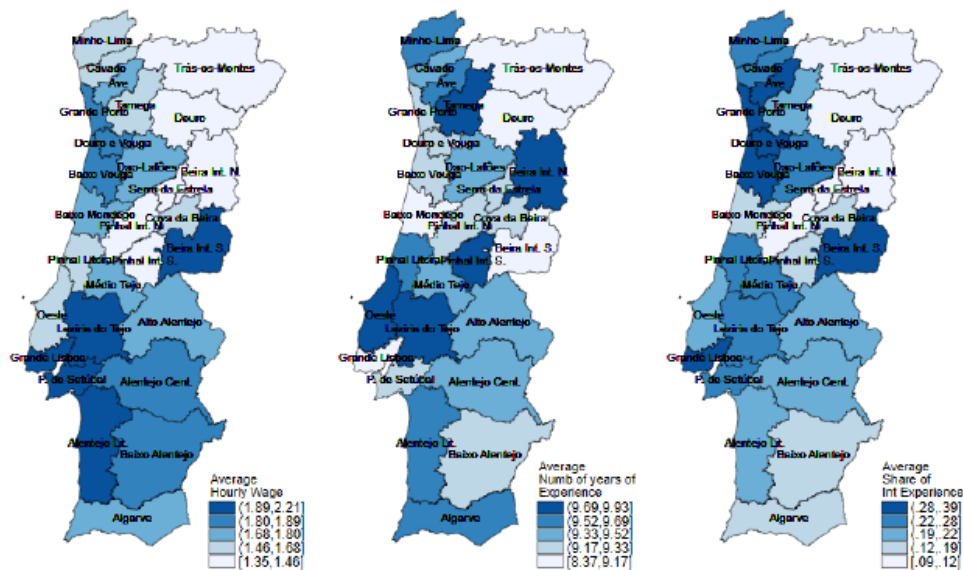 Minho-Lima
Cávado
Trás-os-Montes
Ave
Tamega
Grande Porto
Douro
Douro e Vouga
Dao-Lafões
Baixo Vouga
Beira Int. N.
Serra da Estrela
Baixo Mondego
Cova da Beira
Pinhal Int. N.
Beira Int. S.
Pinhal Litoral
Pinhal Int. S.
Médio Tejo
Oeste
Lezíria do Tejo
Alto Alentejo
Grande Lisboa
P. de Setúbal
Alentejo Cent.
Alentejo Lit.
Baixo Alentejo
Algarve
Average
Hourly Wage
(1.89,2.21]
(1.80,1.89]
(1.68,1.80]
(1.46,1.68]
[1.35,1.46]
Minho-Lima
Cávado
Trás-os-Montes
Ave
Tamega
Grande Porto
Douro
Douro e Vouga
Dao-Lafões
Baixo Vouga
Beira Int. N.
Serra da Estrela
Baixo Mondego
Cova da Beira
Pinhal Int. N.
Beira Int. S.
Pinhal Litoral
Pinhal Int. S.
Médio Tejo
Oeste
Lezíria do Tejo
Alto Alentejo
Grande Lisboa
P. de Setúbal
Alentejo Cent.
Alentejo Lit.
Baixo Alentejo
Algarve
Average
Numb of years of
Experience
(9.69,9.93]
(9.52,9.69]
(9.33,9.52]
(9.17,9.33]
[8.37,9.17]
Minho-Lima
Cávado
Trás-os-Montes
Ave
Tamega
Grande Porto
Douro
Douro e Vouga
Dao-Lafões
Baixo Vouga
Beira Int. N.
Serra da Estrela
Baixo Mondego
Cova da Beira
Pinhal Int. N.
Beira Int. S.
Pinhal Litoral
Pinhal Int. S.
Médio Tejo
Oeste
Lezíria do Tejo
Alto Alentejo
Grande Lisboa
P. de Setúbal
Alentejo Cent.
Alentejo Lit.
Baixo Alentejo
Algarve
Average
Share of
Int Experience
(.28,.39]
(.22,.28]
(.19,.22]
(.12,.19]
[.09,.12]